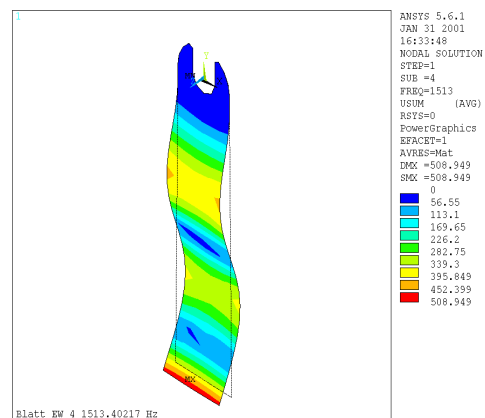 1
ANSYS 5.6.1
JAN 31 2001
16:33:48
NODAL SOLUTION
STEP=1
SUB =4
FREQ=1513
USUM (AVG)
RSYS=0
PowerGraphics
EFACET=1
AVRES=Mat
DMX =508.949
SMX =508.949
0
56.55
113.1
169.65
226.2
282.75
339.3
395.849
452.399
508.949
Y
MX
Blatt EW 4 1513.40217 Hz